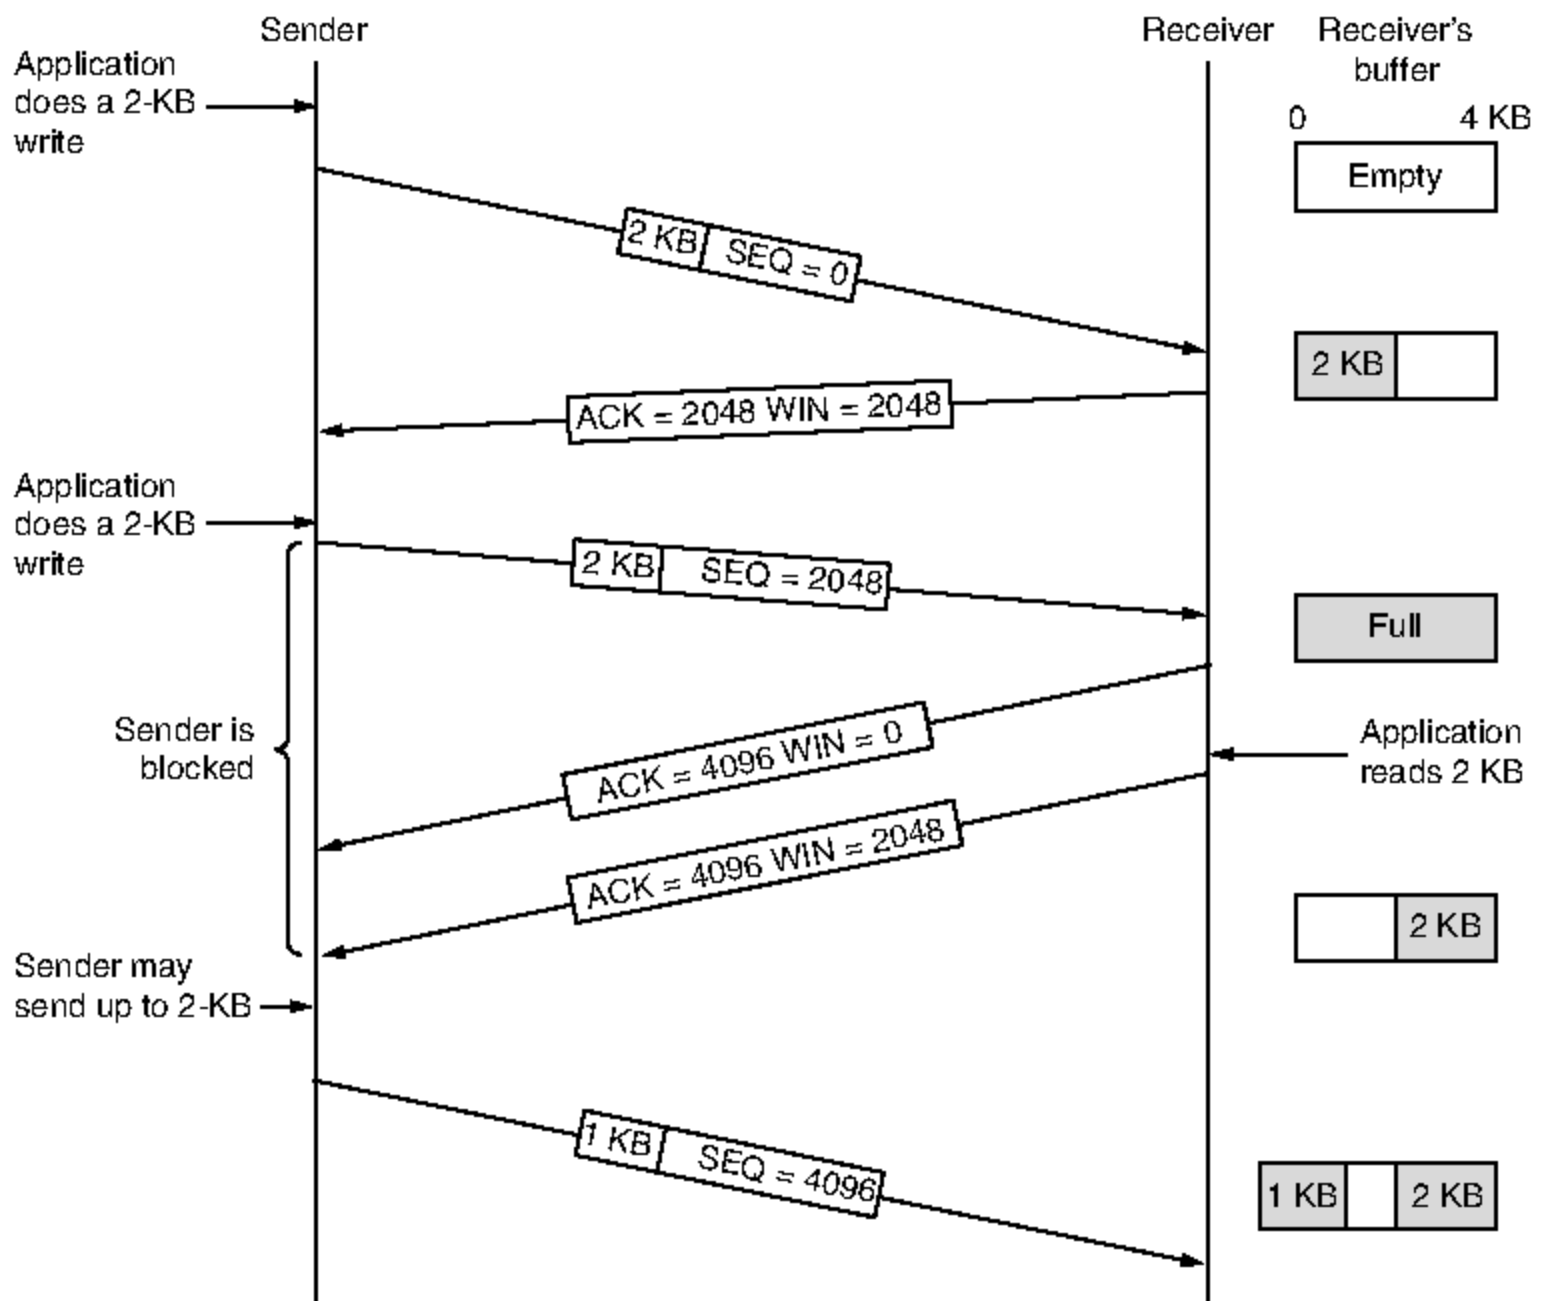 Sender
Receiver
Receiver's
buffer
Application
does a 2-KB
write
0
4 KB
Empty
2 KB
SEQ = 0
2 KB
ACK = 2048 WIN = 2048
Application
does a 2-KB
write
2 KB
SEQ = 2048
Full
Sender is
blocked
ACK = 4096 WIN = 0
Application
reads 2 KB
ACK = 4096 WIN = 2048
2 KB
Sender may
send up to 2-KB
1 KB
SEQ = 4096
1 KB
2 KB